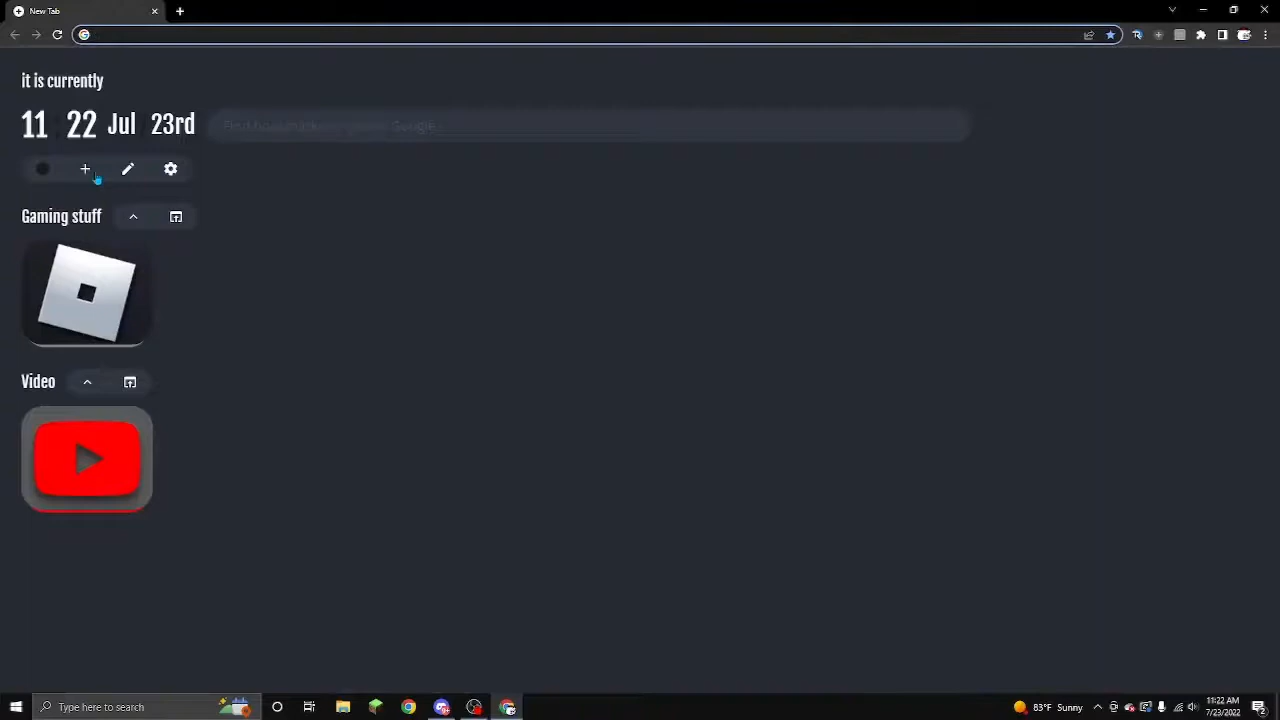 New Tab
it is currently
11 22 Jul 23rd
Gaming stuff
Video
Type here to search
83°F Sunny
11:22 AM
7/23/2022